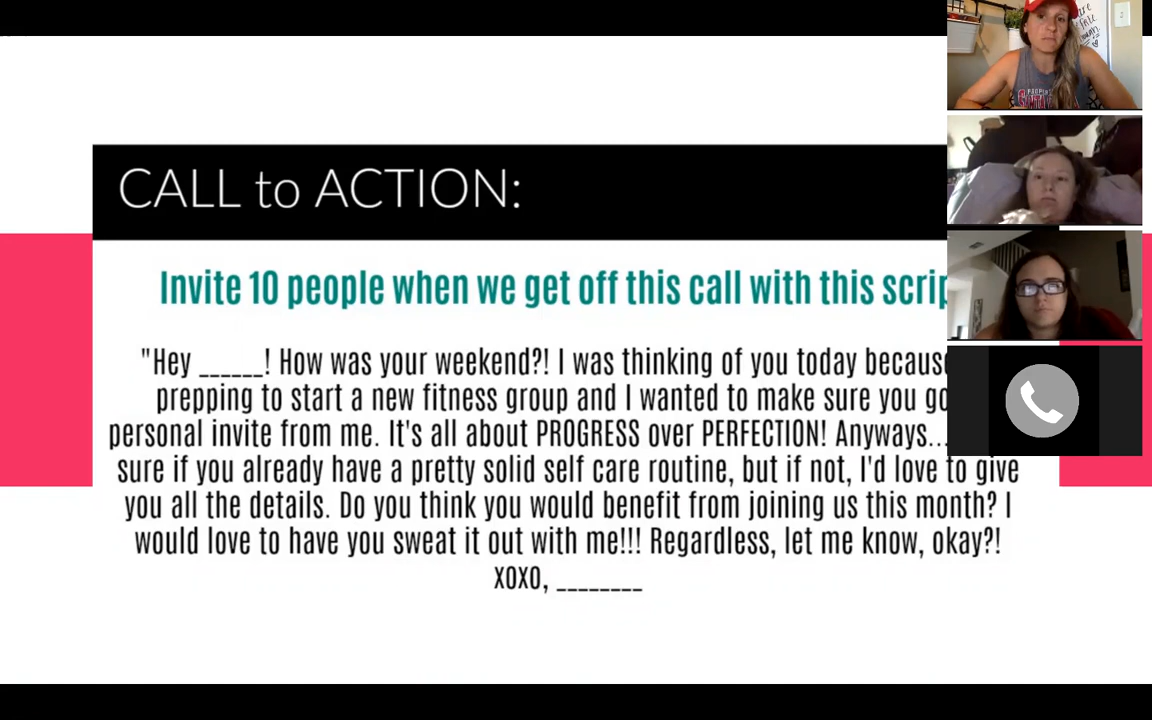 CALL to ACTION:
Invite 10 people when we get off this call with this
"Hey ______! How was your weekend?! I was thinking of you today
prepping to start a new fitness group and I wanted to make sure you
personal invite from me. It's all about PROGRESS over PERFECTION! Anyways...
sure if you already have a pretty solid self care routine, but if not, I'd love to give
you all the details. Do you think you would benefit from joining us this month? I
would love to have you sweat it out with me!!! Regardless, let me know, okay?!
xoxo, ________